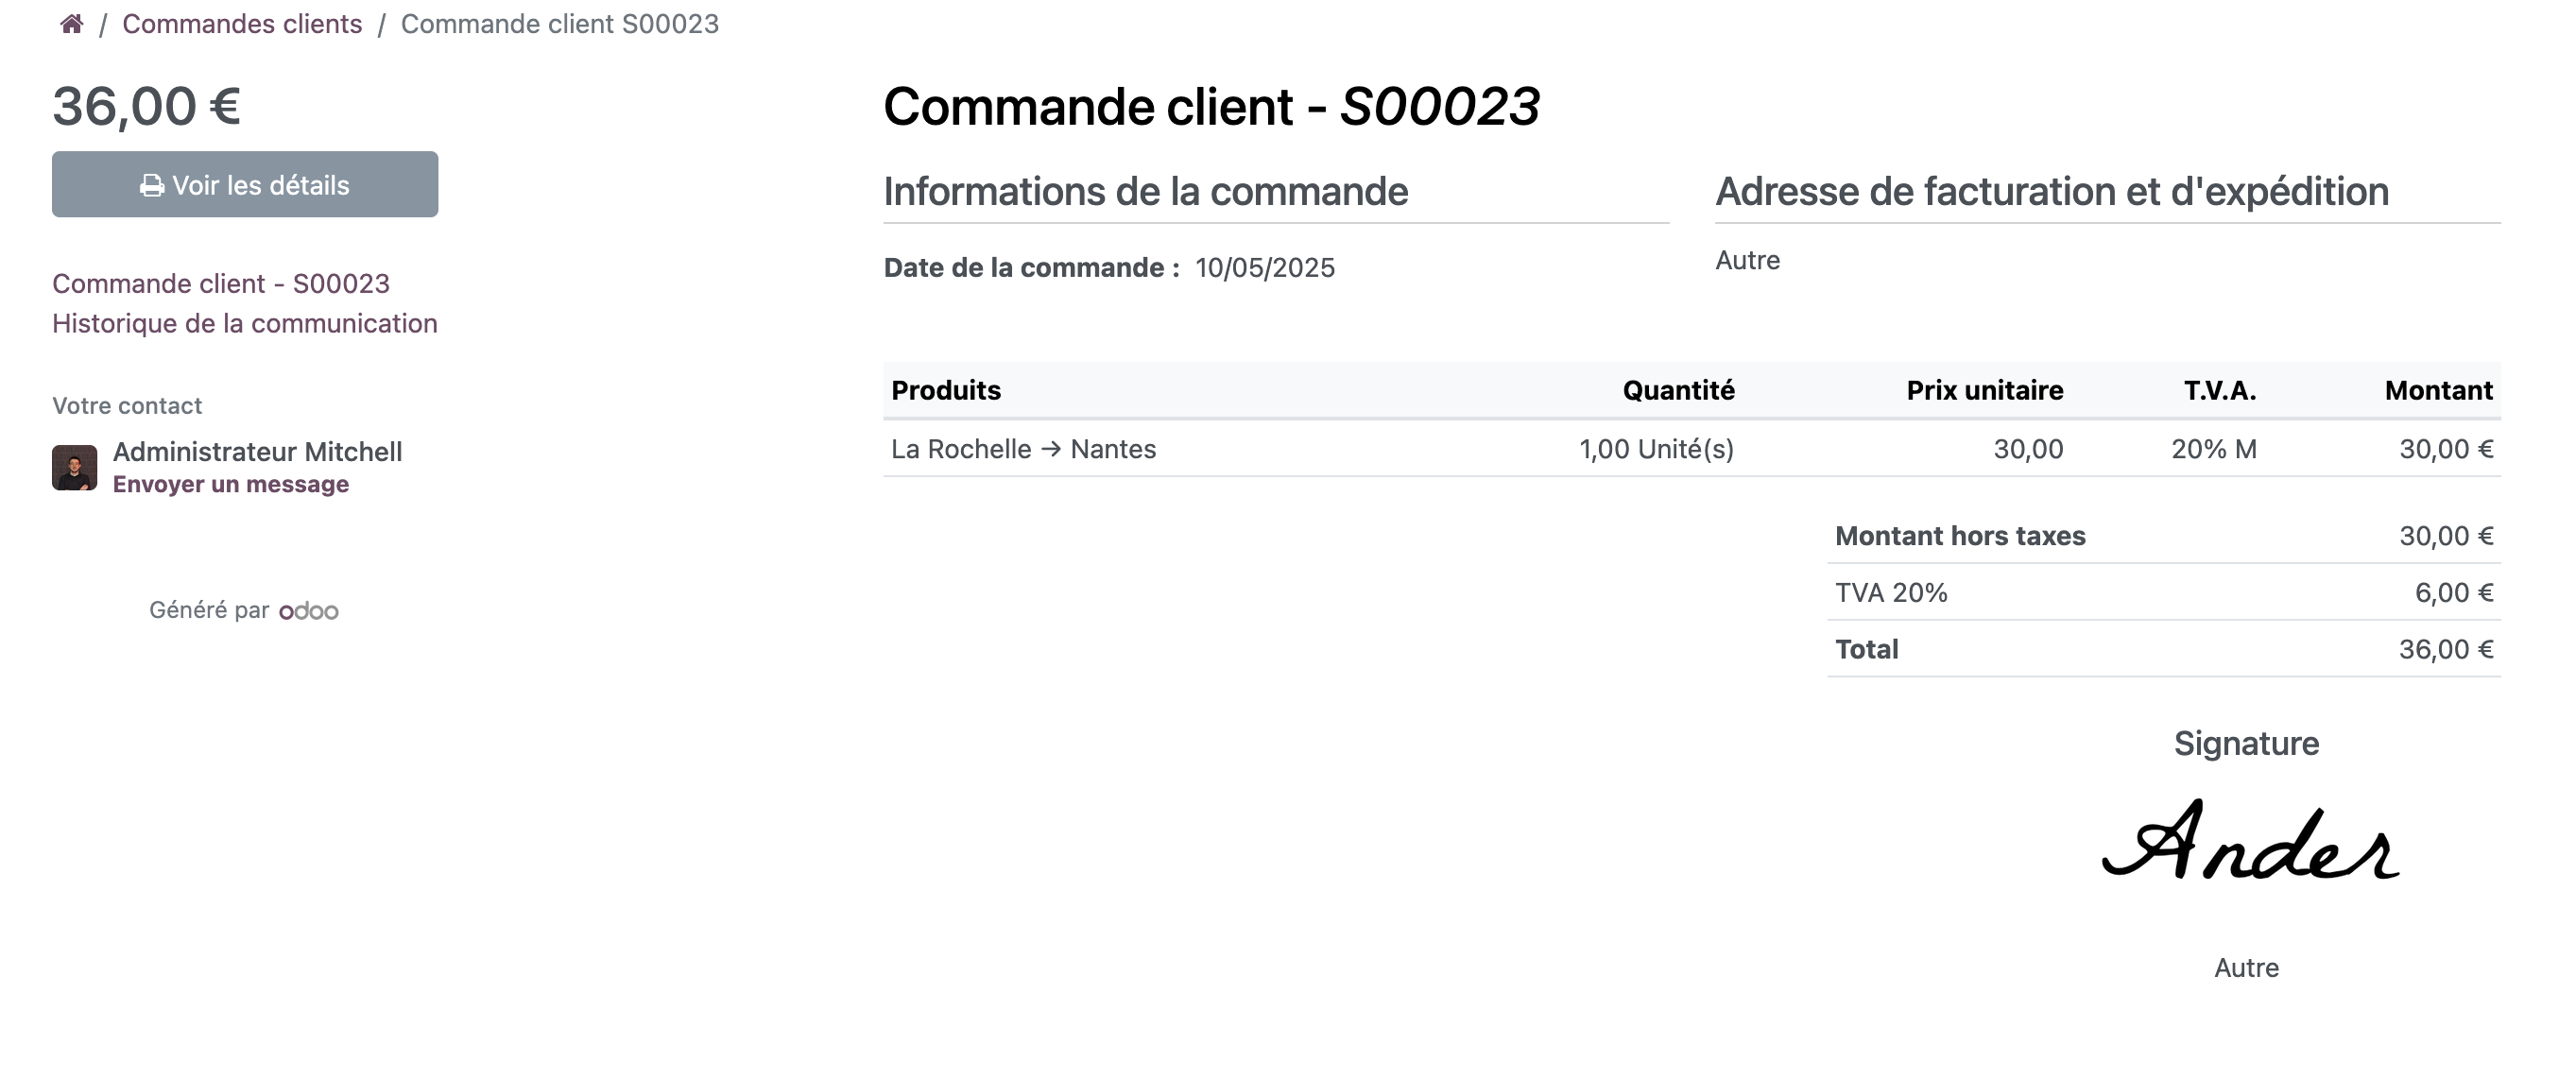 / Commandes clients / Commande client S00023
36,00 €
Voir les détails
Commande client - S00023
Historique de la communication
Votre contact
Administrateur Mitchell
Envoyer un message
Généré par odoo
Commande client - S00023
Informations de la commande
Date de la commande : 10/05/2025
Adresse de facturation et d'expédition
Autre
Produits Quantité Prix unitaire T.V.A. Montant
La Rochelle → Nantes 1,00 Unité(s) 30,00 20% M 30,00 €
Montant hors taxes 30,00 €
TVA 20% 6,00 €
Total 36,00 €
Signature
Ander
Autre